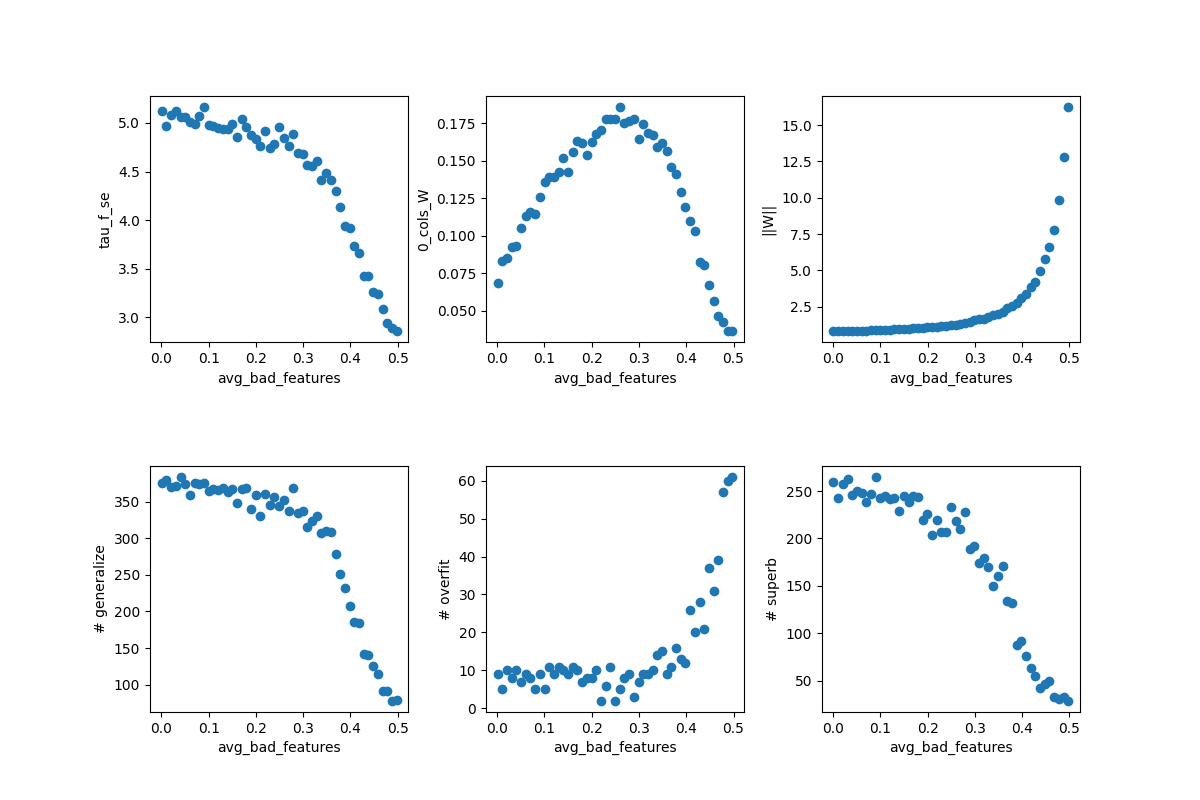 tau_f_se
5.0
4.5
4.0
3.5
3.0
0.0 0.1 0.2 0.3 0.4 0.5
avg_bad_features
0_cols_W
0.175
0.150
0.125
0.100
0.075
0.050
0.0 0.1 0.2 0.3 0.4 0.5
avg_bad_features
||W||
15.0
12.5
10.0
7.5
5.0
2.5
0.0 0.1 0.2 0.3 0.4 0.5
avg_bad_features
# generalize
350
300
250
200
150
100
0.0 0.1 0.2 0.3 0.4 0.5
avg_bad_features
# overfit
60
50
40
30
20
10
0
0.0 0.1 0.2 0.3 0.4 0.5
avg_bad_features
# superb
250
200
150
100
50
0.0 0.1 0.2 0.3 0.4 0.5
avg_bad_features